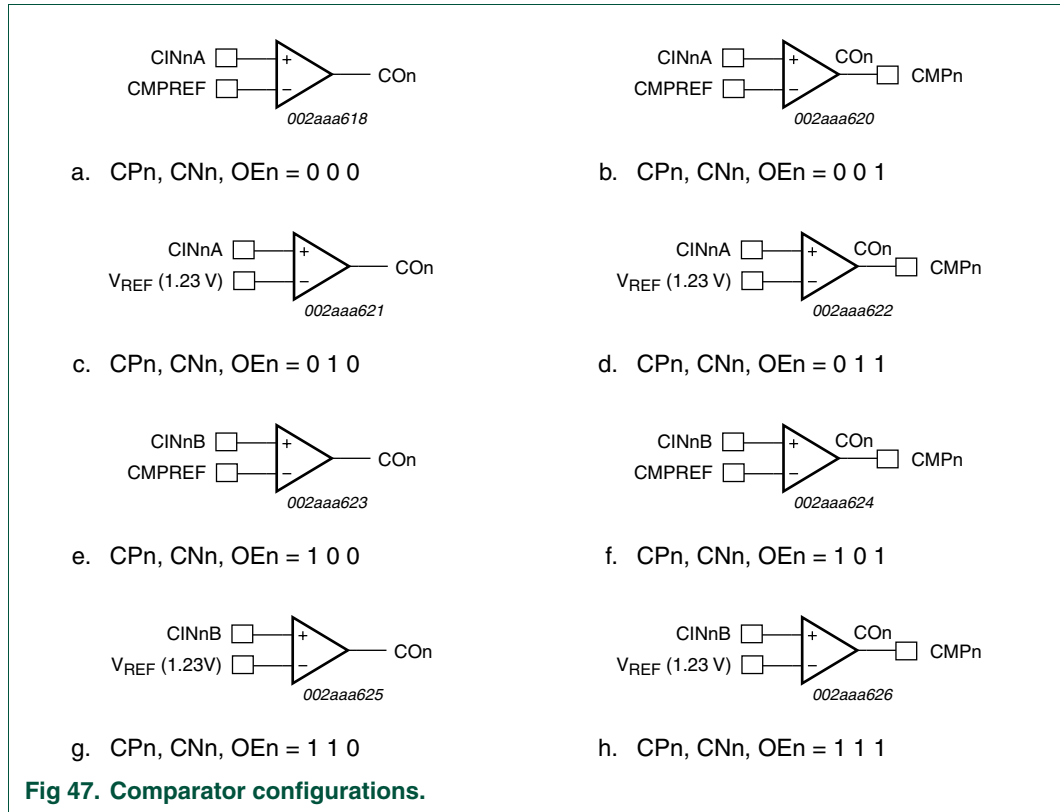 CINnA
CMPREF
+
−
COn
002aaa618
a. CPn, CNn, OEn = 0 0 0
CINnA
CMPREF
+
−
COn
CMPn
002aaa620
b. CPn, CNn, OEn = 0 0 1
CINnA
VREF (1.23 V)
+
−
COn
002aaa621
c. CPn, CNn, OEn = 0 1 0
CINnA
VREF (1.23 V)
+
−
COn
CMPn
002aaa622
d. CPn, CNn, OEn = 0 1 1
CINnB
CMPREF
+
−
COn
002aaa623
e. CPn, CNn, OEn = 1 0 0
CINnB
CMPREF
+
−
COn
CMPn
002aaa624
f. CPn, CNn, OEn = 1 0 1
CINnB
VREF (1.23V)
+
−
COn
002aaa625
g. CPn, CNn, OEn = 1 1 0
CINnB
VREF (1.23 V)
+
−
COn
CMPn
002aaa626
h. CPn, CNn, OEn = 1 1 1
Fig 47. Comparator configurations.